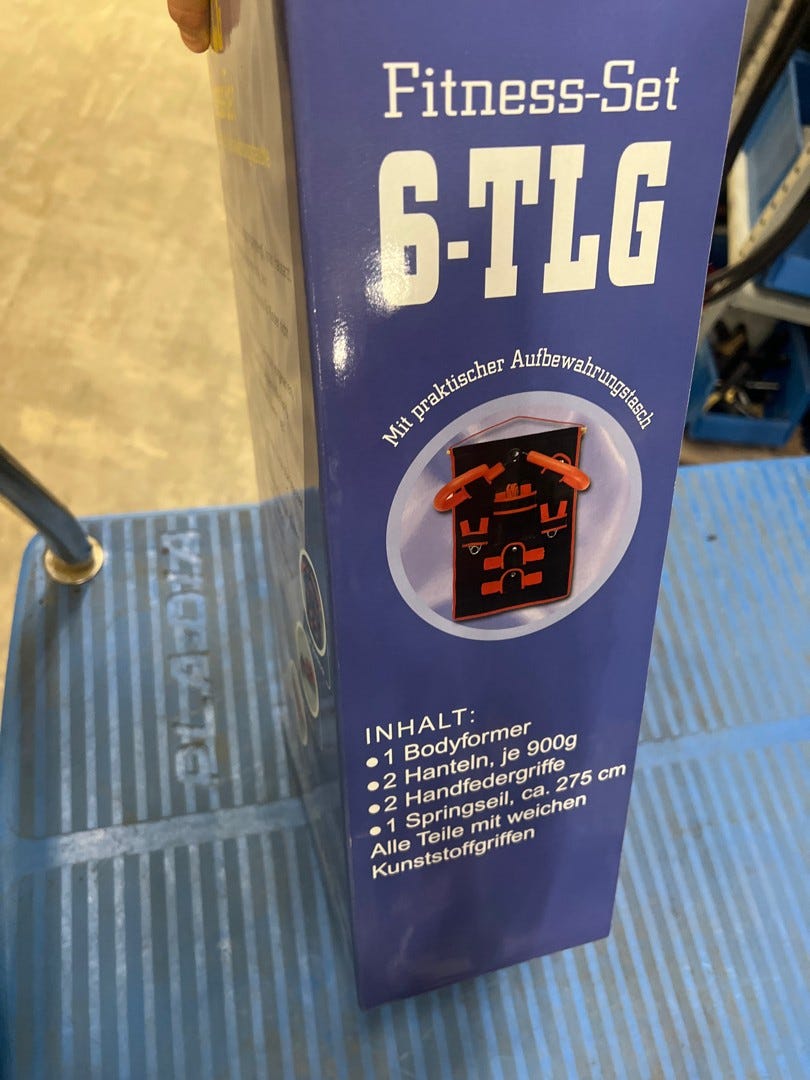 Fitness-Set
6-TLG
Mit praktischer Aufbewahrungstasch
INHALT:
• 1 Bodyformer
• 2 Hanteln, je 900g
• 2 Handfedergriffe
• 1 Springseil, ca. 275 cm
Alle Teile mit weichen
Kunststoffgriffen